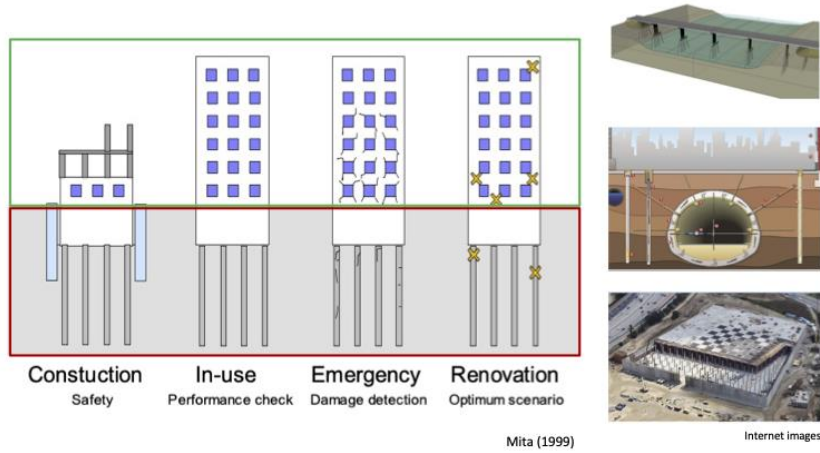 Constuction
Safety
In-use
Performance check
Emergency
Damage detection
Renovation
Optimum scenario
Mita (1999)
Internet images